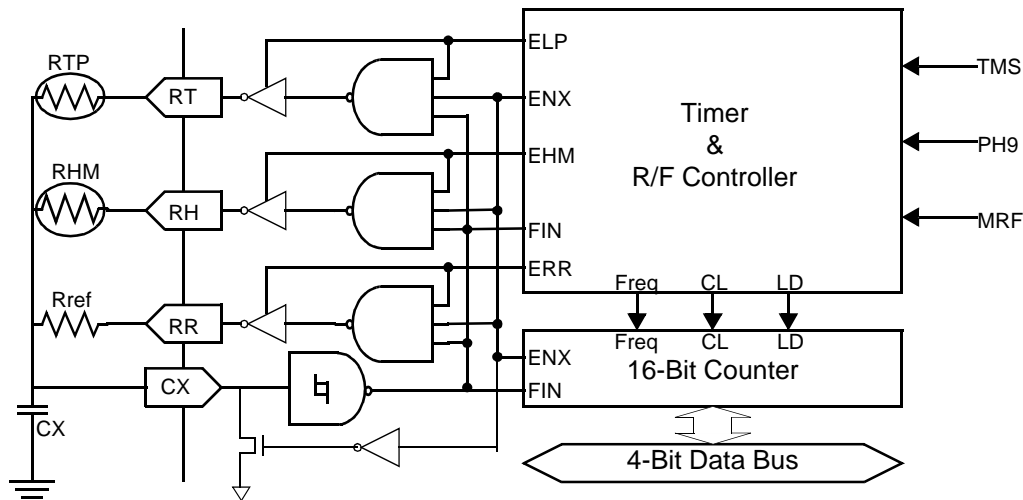 ELP
RTP
TMS
RT
ENX
Timer
&
R/F Controller
PH9
EHM
RHM
RH
FIN
MRF
ERR
Freq CL LD
Rref
RR
Freq CL LD
ENX
16-Bit Counter
CX
FIN
CX
4-Bit Data Bus